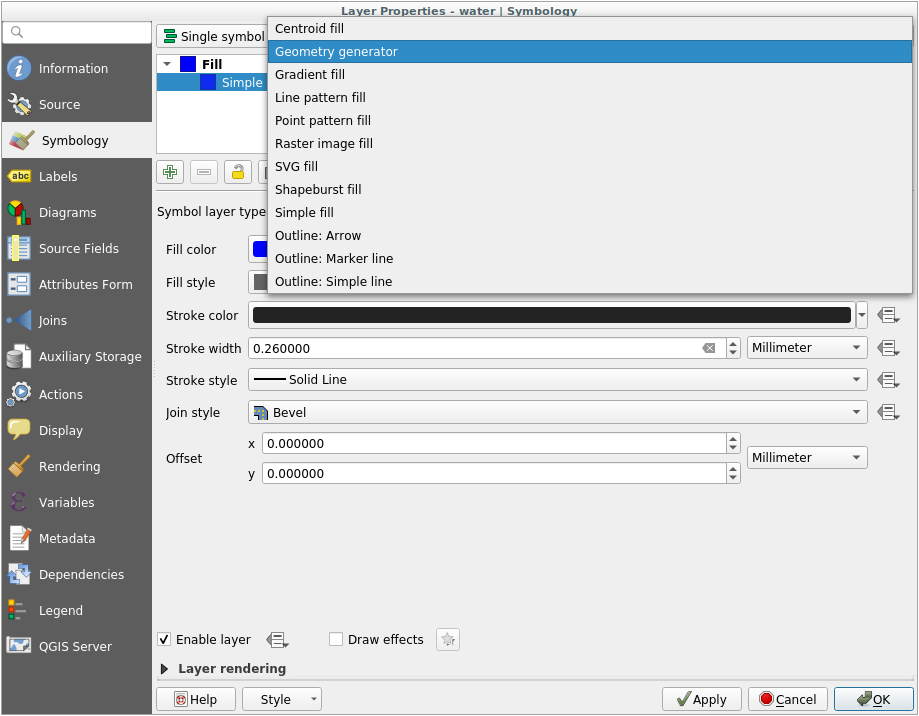 Layer Properties - water | Symbology
Information
Source
Symbology
abc Labels
Diagrams
Source Fields
Attributes Form
Joins
Auxiliary Storage
Actions
Display
Rendering
Variables
Metadata
Dependencies
Legend
QGIS Server
Single symbol
Fill
Simple
Centroid fill
Geometry generator
Gradient fill
Line pattern fill
Point pattern fill
Raster image fill
SVG fill
Shapeburst fill
Simple fill
Outline: Arrow
Outline: Marker line
Outline: Simple line
Symbol layer type
Fill color
Fill style
Stroke color
Stroke width 0.260000 Millimeter
Stroke style Solid Line
Join style Bevel
Offset x 0.000000 Millimeter
y 0.000000
Enable layer Draw effects
Layer rendering
Help Style Apply Cancel OK